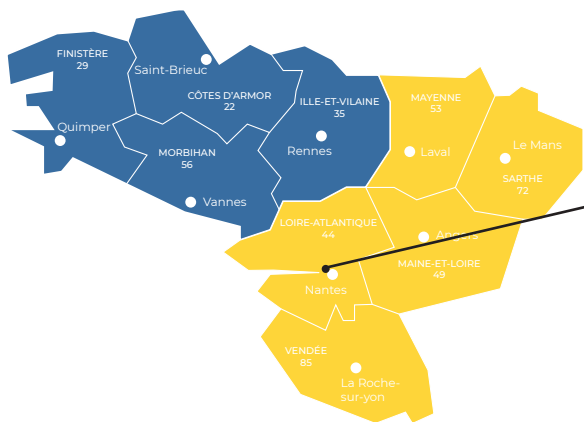 FINISTÈRE
29
Saint-Brieuc
CÔTES D'ARMOR
22
ILLE-ET-VILAINE
35
MAYENNE
53
Quimper
Rennes
Laval
Le Mans
MORBIHAN
56
SARTHE
72
Vannes
LOIRE-ATLANTIQUE
44
Angers
MAINE-ET-LOIRE
49
Nantes
VENDÉE
85
La Roche-
sur-yon